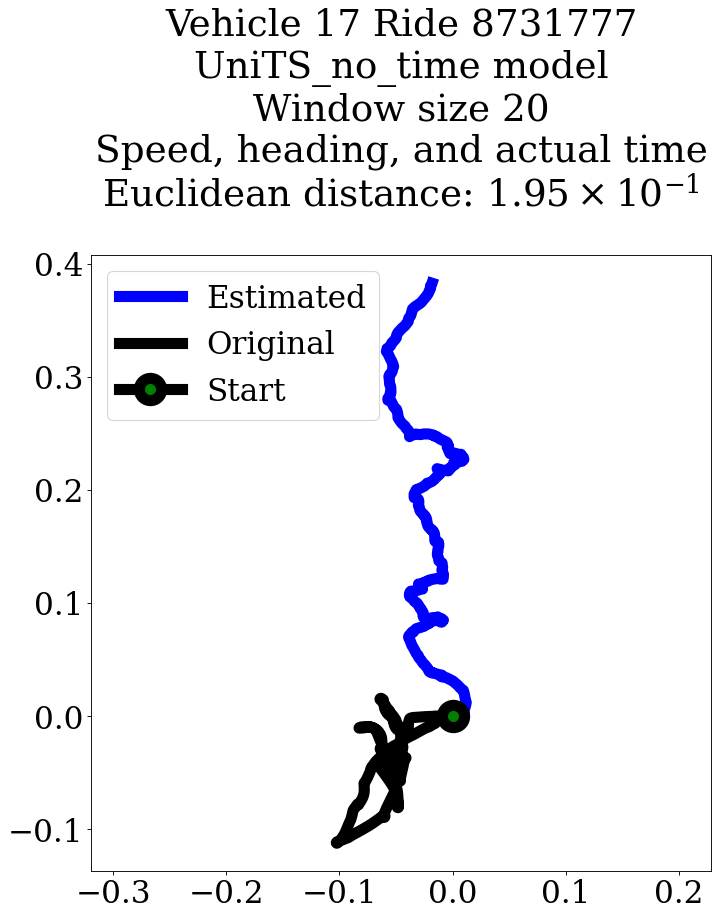 Vehicle 17 Ride 8731777
UniTS_no_time model
Window size 20
Speed, heading, and actual time
Euclidean distance: 1.95 × 10⁻¹
Estimated
Original
Start
0.4
0.3
0.2
0.1
0.0
−0.1
−0.3 −0.2 −0.1 0.0 0.1 0.2